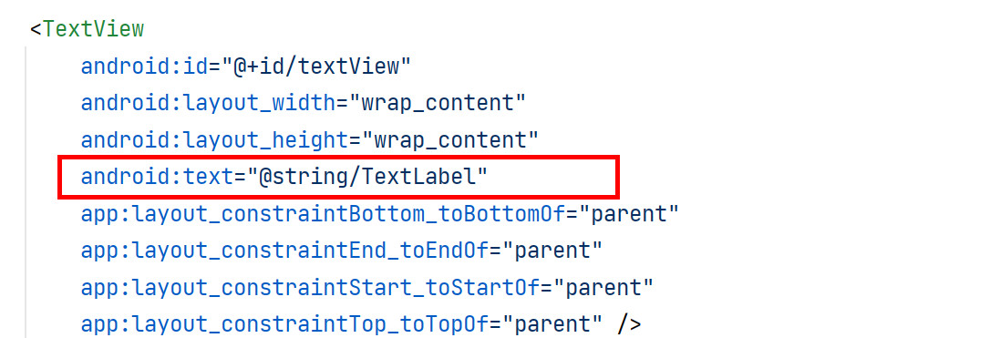 <TextView
android:id="@+id/textView"
android:layout_width="wrap_content"
android:layout_height="wrap_content"
android:text="@string/TextLabel"
app:layout_constraintBottom_toBottomOf="parent"
app:layout_constraintEnd_toEndOf="parent"
app:layout_constraintStart_toStartOf="parent"
app:layout_constraintTop_toTopOf="parent" />